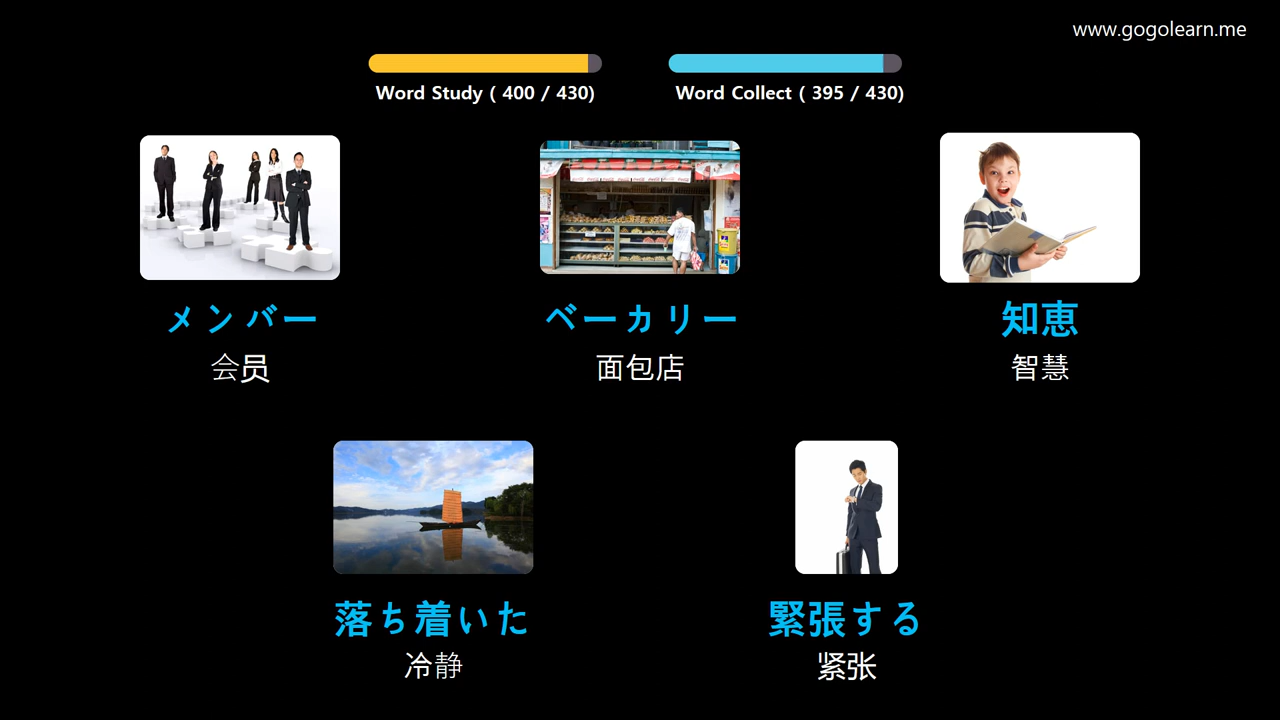 www.gogolearn.me
Word Study ( 400 / 430)
Word Collect ( 395 / 430)
メンバー
会员
ベーカリー
面包店
知恵
智慧
落ち着いた
冷静
緊張する
紧张